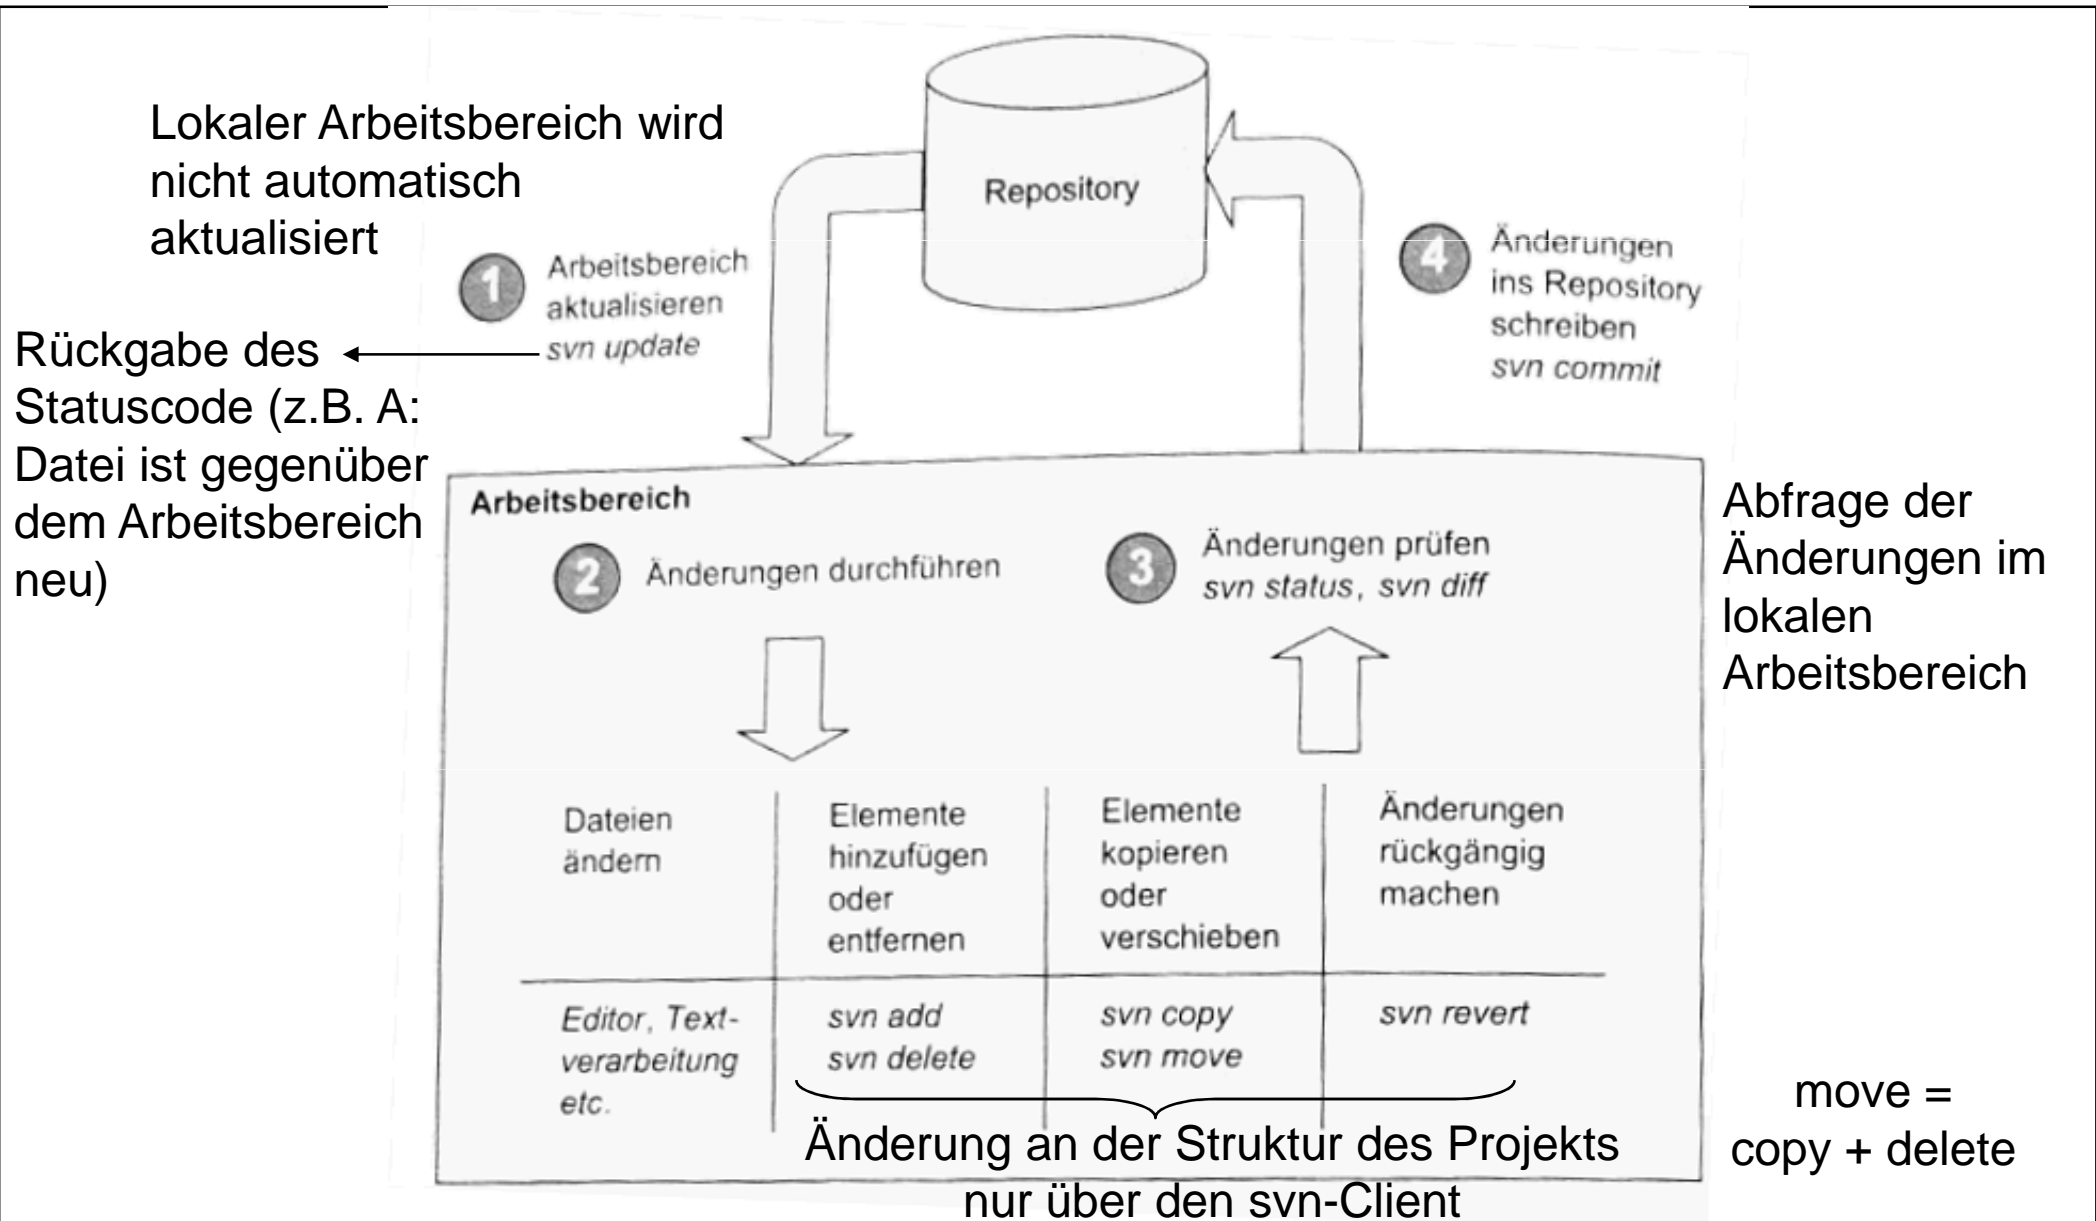 Lokaler Arbeitsbereich wird
nicht automatisch
aktualisiert
Repository
1
Arbeitsbereich
aktualisieren
svn update
4
Änderungen
ins Repository
schreiben
svn commit
Rückgabe des
Statuscode (z.B. A:
Datei ist gegenüber
dem Arbeitsbereich
neu)
Arbeitsbereich
2
Änderungen durchführen
3
Änderungen prüfen
svn status, svn diff
Abfrage der
Änderungen im
lokalen
Arbeitsbereich
Dateien
ändern
Elemente
hinzufügen
oder
entfernen
Elemente
kopieren
oder
verschieben
Änderungen
rückgängig
machen
Editor, Text-
verarbeitung
etc.
svn add
svn delete
svn copy
svn move
svn revert
Änderung an der Struktur des Projekts
nur über den svn-Client
move =
copy + delete